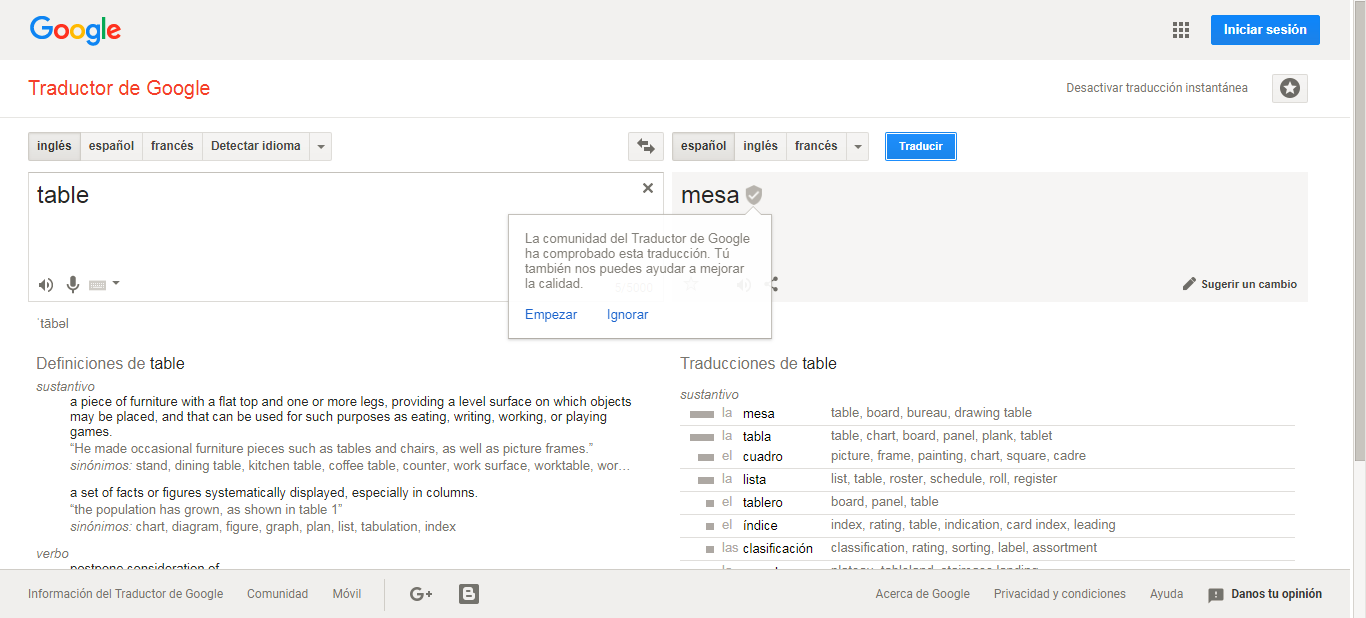 Google
Iniciar sesión
Traductor de Google
Desactivar traducción instantánea
inglés español francés Detectar idioma
español inglés francés Traducir
table
mesa
La comunidad del Traductor de Google
ha comprobado esta traducción. Tú
también nos puedes ayudar a mejorar
la calidad.
Empezar Ignorar
Sugerir un cambio
ˈtābəl
Definiciones de table
sustantivo
a piece of furniture with a flat top and one or more legs, providing a level surface on which objects
may be placed, and that can be used for such purposes as eating, writing, working, or playing
games.
“He made occasional furniture pieces such as tables and chairs, as well as picture frames.”
sinónimos: stand, dining table, kitchen table, coffee table, counter, work surface, worktable, wor…
a set of facts or figures systematically displayed, especially in columns.
“the population has grown, as shown in table 1”
sinónimos: chart, diagram, figure, graph, plan, list, tabulation, index
verbo
postpone consideration of
Traducciones de table
sustantivo
la mesa table, board, bureau, drawing table
la tabla table, chart, board, panel, plank, tablet
el cuadro picture, frame, painting, chart, square, cadre
la lista list, table, roster, schedule, roll, register
el tablero board, panel, table
el índice index, rating, table, indication, card index, leading
las clasificación classification, rating, sorting, label, assortment
Información del Traductor de Google Comunidad Móvil G+ B
Acerca de Google Privacidad y condiciones Ayuda Danos tu opinión